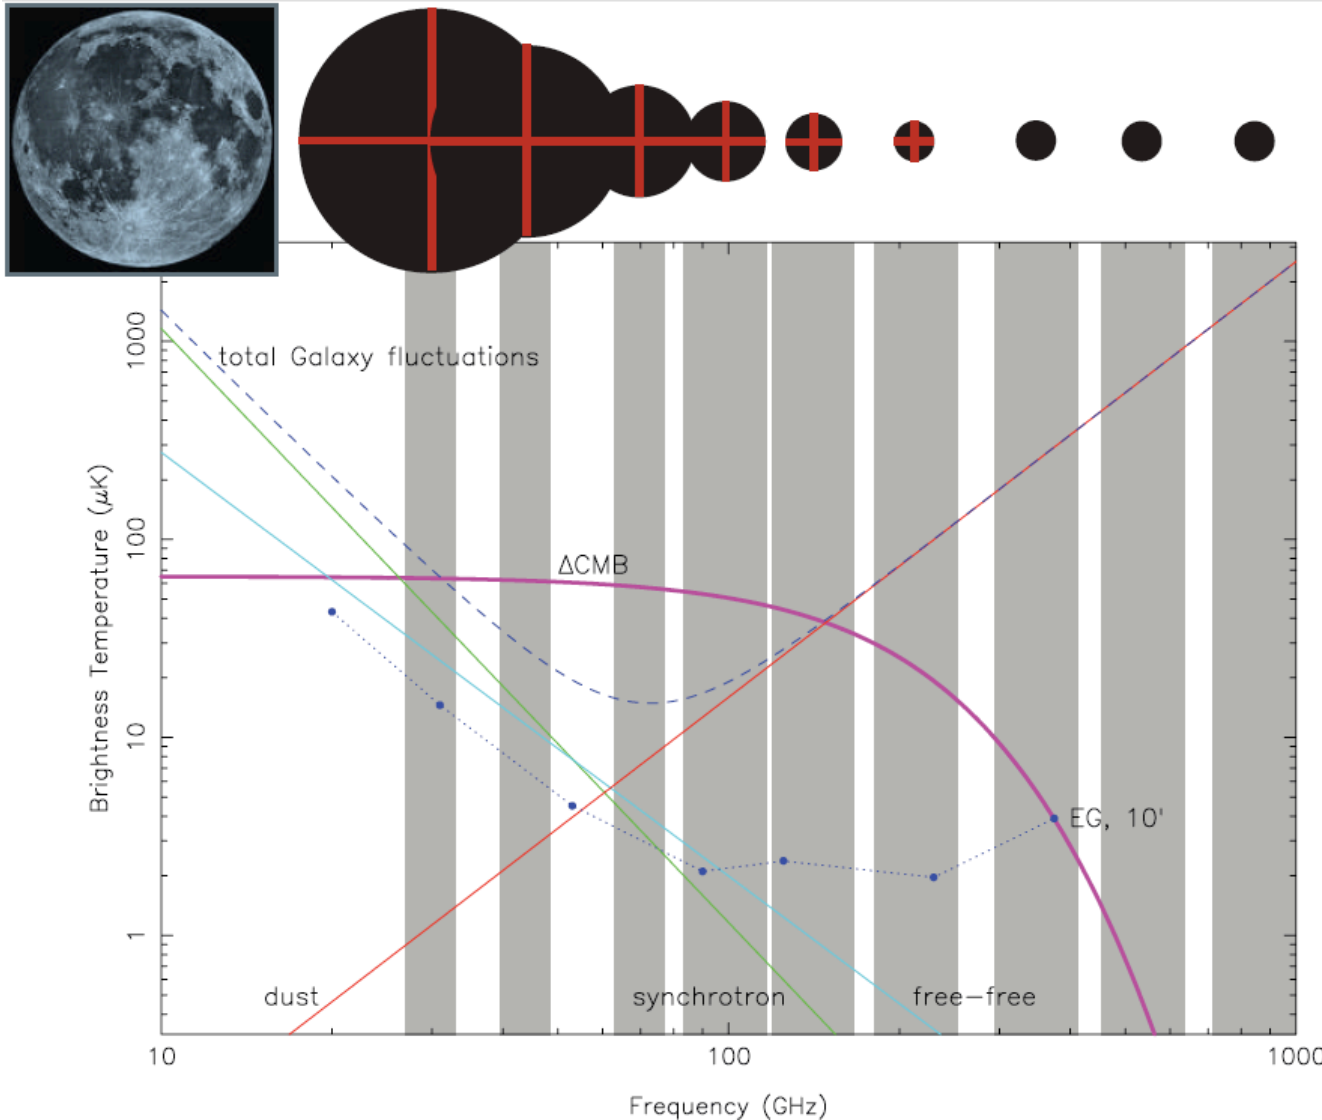 total Galaxy fluctuations
ΔCMB
EG, 10'
dust
synchrotron
free-free
1000
100
10
1
Brightness Temperature (μK)
10
100
1000
Frequency (GHz)